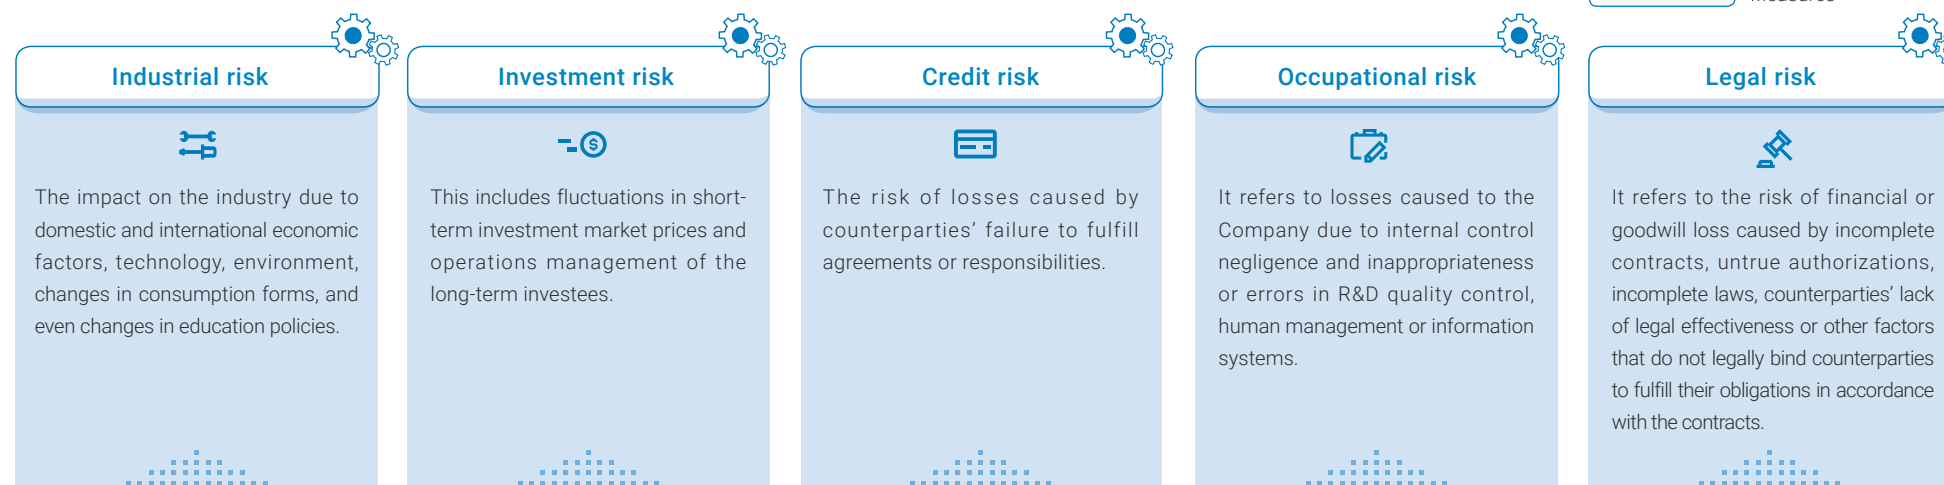 Industrial risk
The impact on the industry due to
domestic and international economic
factors, technology, environment,
changes in consumption forms, and
even changes in education policies.
Investment risk
This includes fluctuations in short-
term investment market prices and
operations management of the
long-term investees.
Credit risk
The risk of losses caused by
counterparties’ failure to fulfill
agreements or responsibilities.
Occupational risk
It refers to losses caused to the
Company due to internal control
negligence and inappropriateness
or errors in R&D quality control,
human management or information
systems.
Legal risk
It refers to the risk of financial or
goodwill loss caused by incomplete
contracts, untrue authorizations,
incomplete laws, counterparties’ lack
of legal effectiveness or other factors
that do not legally bind counterparties
to fulfill their obligations in accordance
with the contracts.